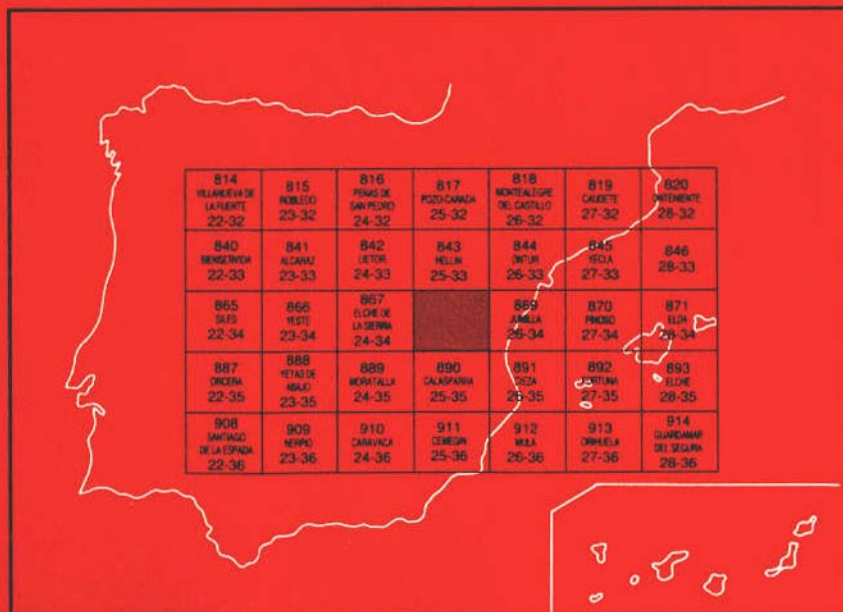 814
VILLANUEVA DE
LA FUENTE
22-32
815
ROBLEDO
23-32
816
PEÑAS DE
SAN PEDRO
24-32
817
POZO-CAÑADA
25-32
818
MONTEALEGRE
DEL CASTILLO
26-32
819
CAUDETE
27-32
820
ONTENIENTE
28-32
840
BIENSERVIDA
22-33
841
ALCARAZ
23-33
842
LIETOR
24-33
843
HELLIN
25-33
844
ONTUR
26-33
845
YECLA
27-33
846
28-33
865
SILES
22-34
866
YESTE
23-34
867
ELCHE DE
LA SIERRA
24-34
869
JUMILLA
26-34
870
PINOSO
27-34
871
ELDA
28-34
887
ORCERA
22-35
888
YETAS DE
ABAJO
23-35
889
MORATALLA
24-35
890
CALASPARRA
25-35
891
CIEZA
26-35
892
FORTUNA
27-35
893
ELCHE
28-35
908
SANTIAGO
DE LA ESPADA
22-36
909
NERPIO
23-36
910
CARAVACA
24-36
911
CEHEGIN
25-36
912
MULA
26-36
913
ORIHUELA
27-36
914
GUARDAMAR
DEL SEGURA
28-36